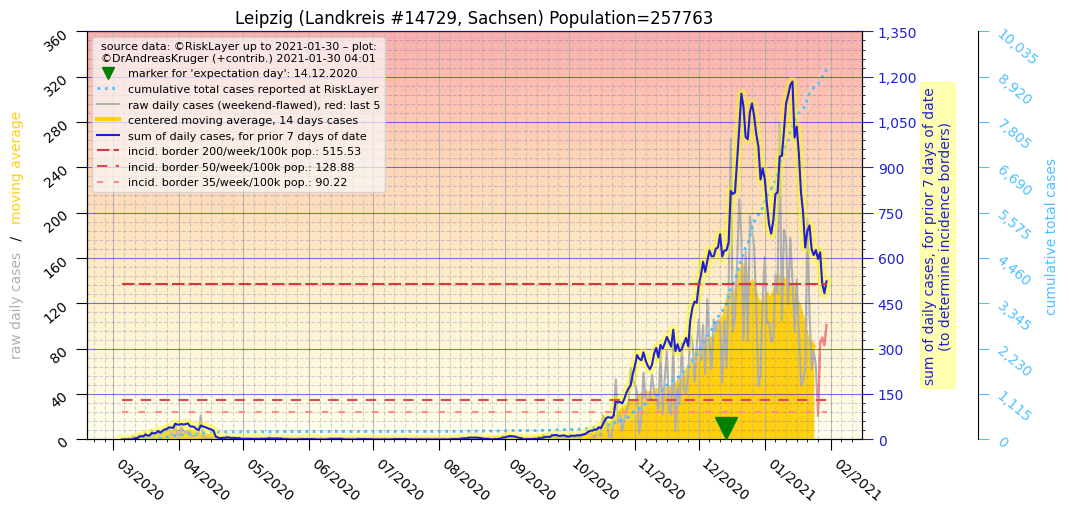 Leipzig (Landkreis #14729, Sachsen) Population=257763
source data: ©RiskLayer up to 2021-01-30 – plot:
©DrAndreasKruger (+contrib.) 2021-01-30 04:01
marker for 'expectation day': 14.12.2020
cumulative total cases reported at RiskLayer
raw daily cases (weekend-flawed), red: last 5
centered moving average, 14 days cases
sum of daily cases, for prior 7 days of date
incid. border 200/week/100k pop.: 515.53
incid. border 50/week/100k pop.: 128.88
incid. border 35/week/100k pop.: 90.22
raw daily cases / moving average
360
320
280
240
200
160
120
80
40
0
03/2020
04/2020
05/2020
06/2020
07/2020
08/2020
09/2020
10/2020
11/2020
12/2020
01/2021
02/2021
1,350
1,200
1,050
900
750
600
450
300
150
0
sum of daily cases, for prior 7 days of date
(to determine incidence borders)
10,035
8,920
7,805
6,690
5,575
4,460
3,345
2,230
1,115
0
cumulative total cases